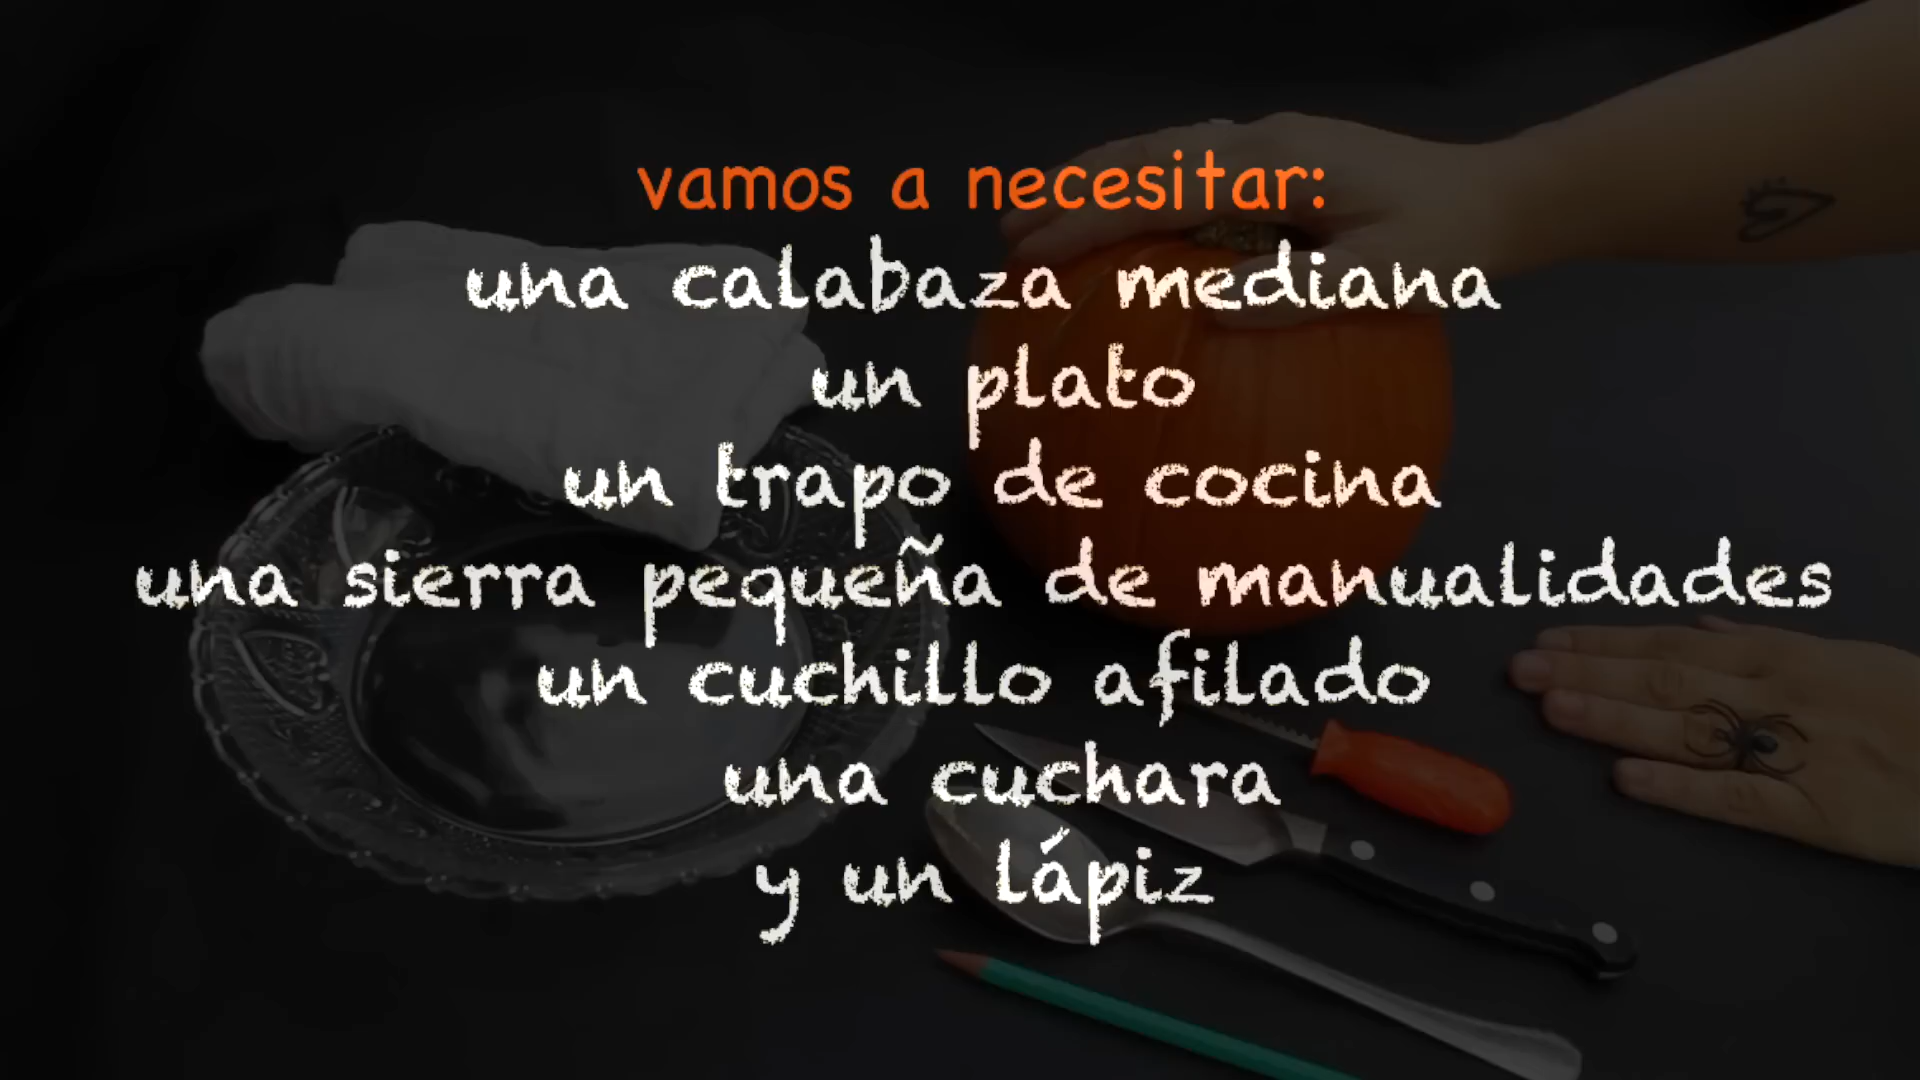 vamos a necesitar:
una calabaza mediana
un plato
un trapo de cocina
una sierra pequeña de manualidades
un cuchillo afilado
una cuchara
y un lápiz